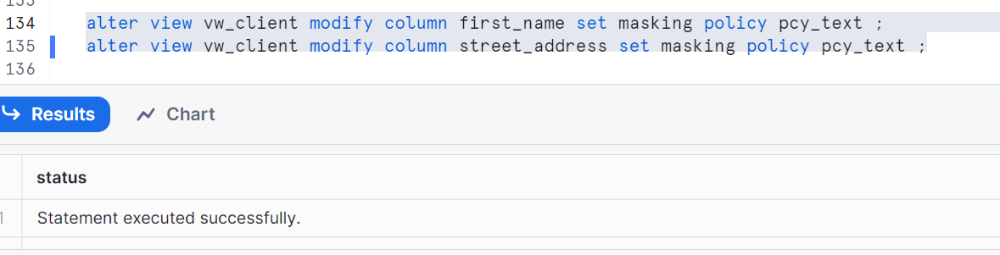 133
134 alter view vw_client modify column first_name set masking policy pcy_text ;
135 alter view vw_client modify column street_address set masking policy pcy_text ;
136
Results Chart
status
1 Statement executed successfully.